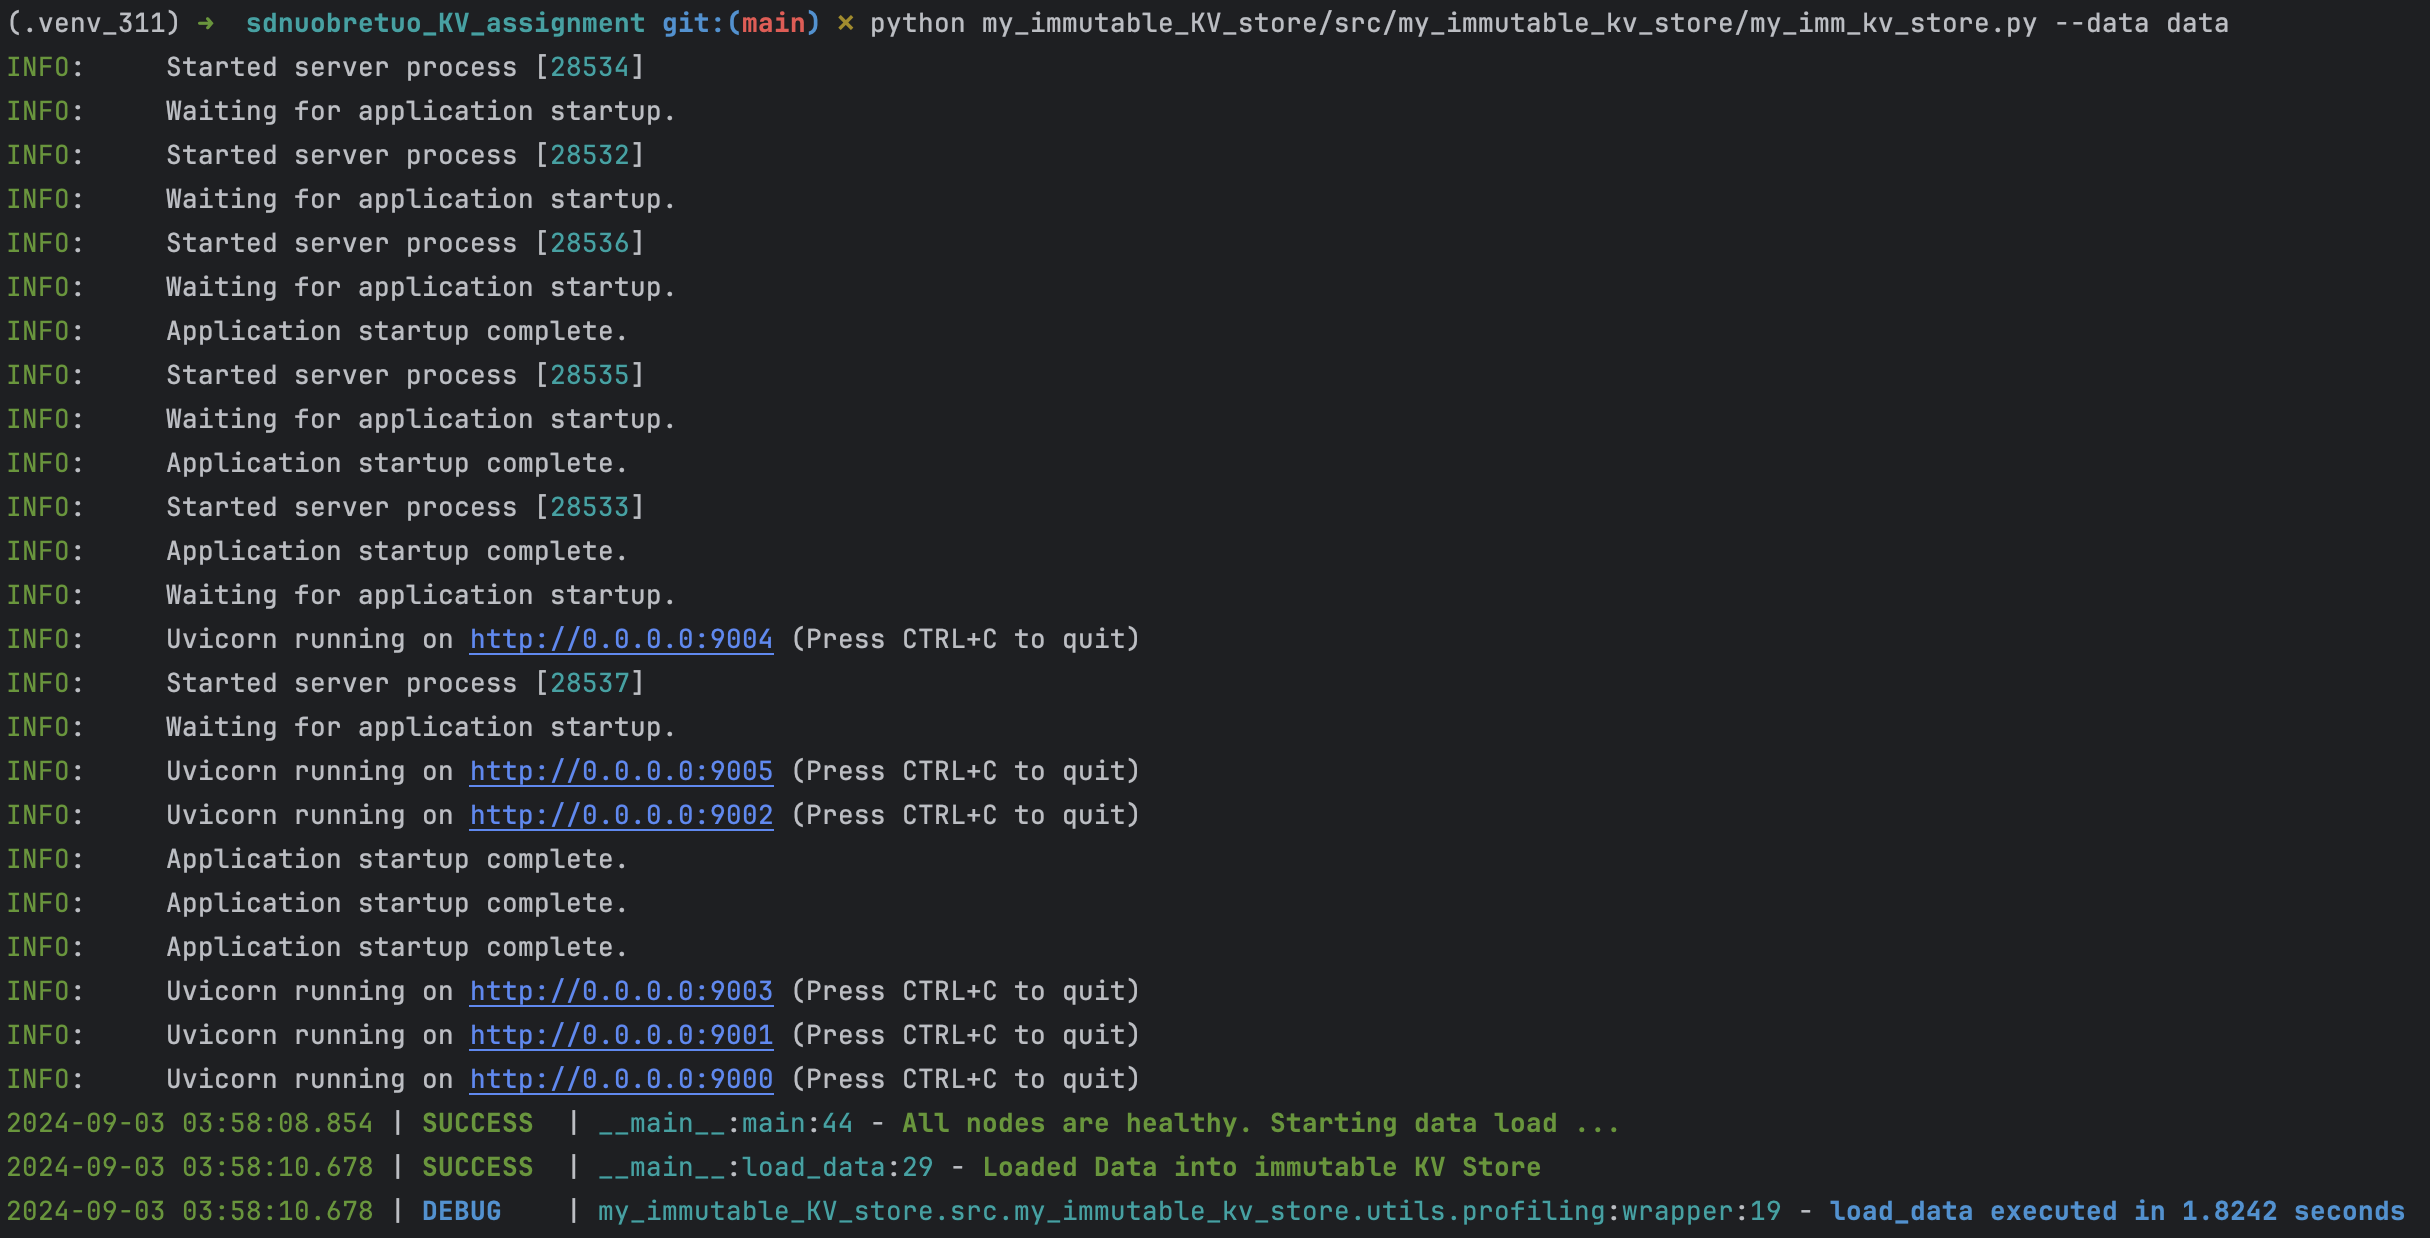 (.venv_311) → sdnuobretuo_KV_assignment git:(main) × python my_immutable_KV_store/src/my_immutable_kv_store/my_imm_kv_store.py --data data
INFO:     Started server process [28534]
INFO:     Waiting for application startup.
INFO:     Started server process [28532]
INFO:     Waiting for application startup.
INFO:     Started server process [28536]
INFO:     Waiting for application startup.
INFO:     Application startup complete.
INFO:     Started server process [28535]
INFO:     Waiting for application startup.
INFO:     Application startup complete.
INFO:     Started server process [28533]
INFO:     Application startup complete.
INFO:     Waiting for application startup.
INFO:     Uvicorn running on http://0.0.0.0:9004 (Press CTRL+C to quit)
INFO:     Started server process [28537]
INFO:     Waiting for application startup.
INFO:     Uvicorn running on http://0.0.0.0:9005 (Press CTRL+C to quit)
INFO:     Uvicorn running on http://0.0.0.0:9002 (Press CTRL+C to quit)
INFO:     Application startup complete.
INFO:     Application startup complete.
INFO:     Application startup complete.
INFO:     Uvicorn running on http://0.0.0.0:9003 (Press CTRL+C to quit)
INFO:     Uvicorn running on http://0.0.0.0:9001 (Press CTRL+C to quit)
INFO:     Uvicorn running on http://0.0.0.0:9000 (Press CTRL+C to quit)
2024-09-03 03:58:08.854 | SUCCESS  | __main__:main:44 - All nodes are healthy. Starting data load ...
2024-09-03 03:58:10.678 | SUCCESS  | __main__:load_data:29 - Loaded Data into immutable KV Store
2024-09-03 03:58:10.678 | DEBUG    | my_immutable_KV_store.src.my_immutable_kv_store.utils.profiling:wrapper:19 - load_data executed in 1.8242 seconds